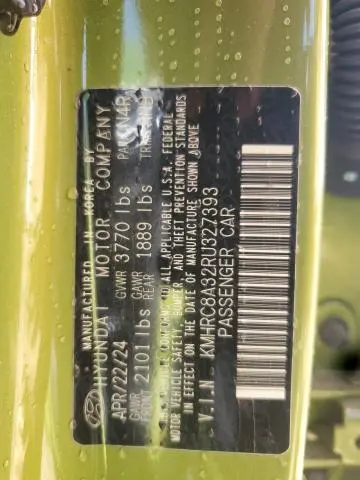 MANUFACTURED IN KOREA BY
HYUNDAI MOTOR COMPANY
APR/22/24 GVWR 3770 lbs
GAWR FRONT 2101 lbs GAWR REAR 1889 lbs
THIS VEHICLE CONFORMS TO ALL APPLICABLE U.S.A. FEDERAL
MOTOR VEHICLE SAFETY, BUMPER, AND THEFT PREVENTION STANDARDS
IN EFFECT ON THE DATE OF MANUFACTURE SHOWN ABOVE
V.I.N KMHRC8A32RU327393
PASSENGER CAR